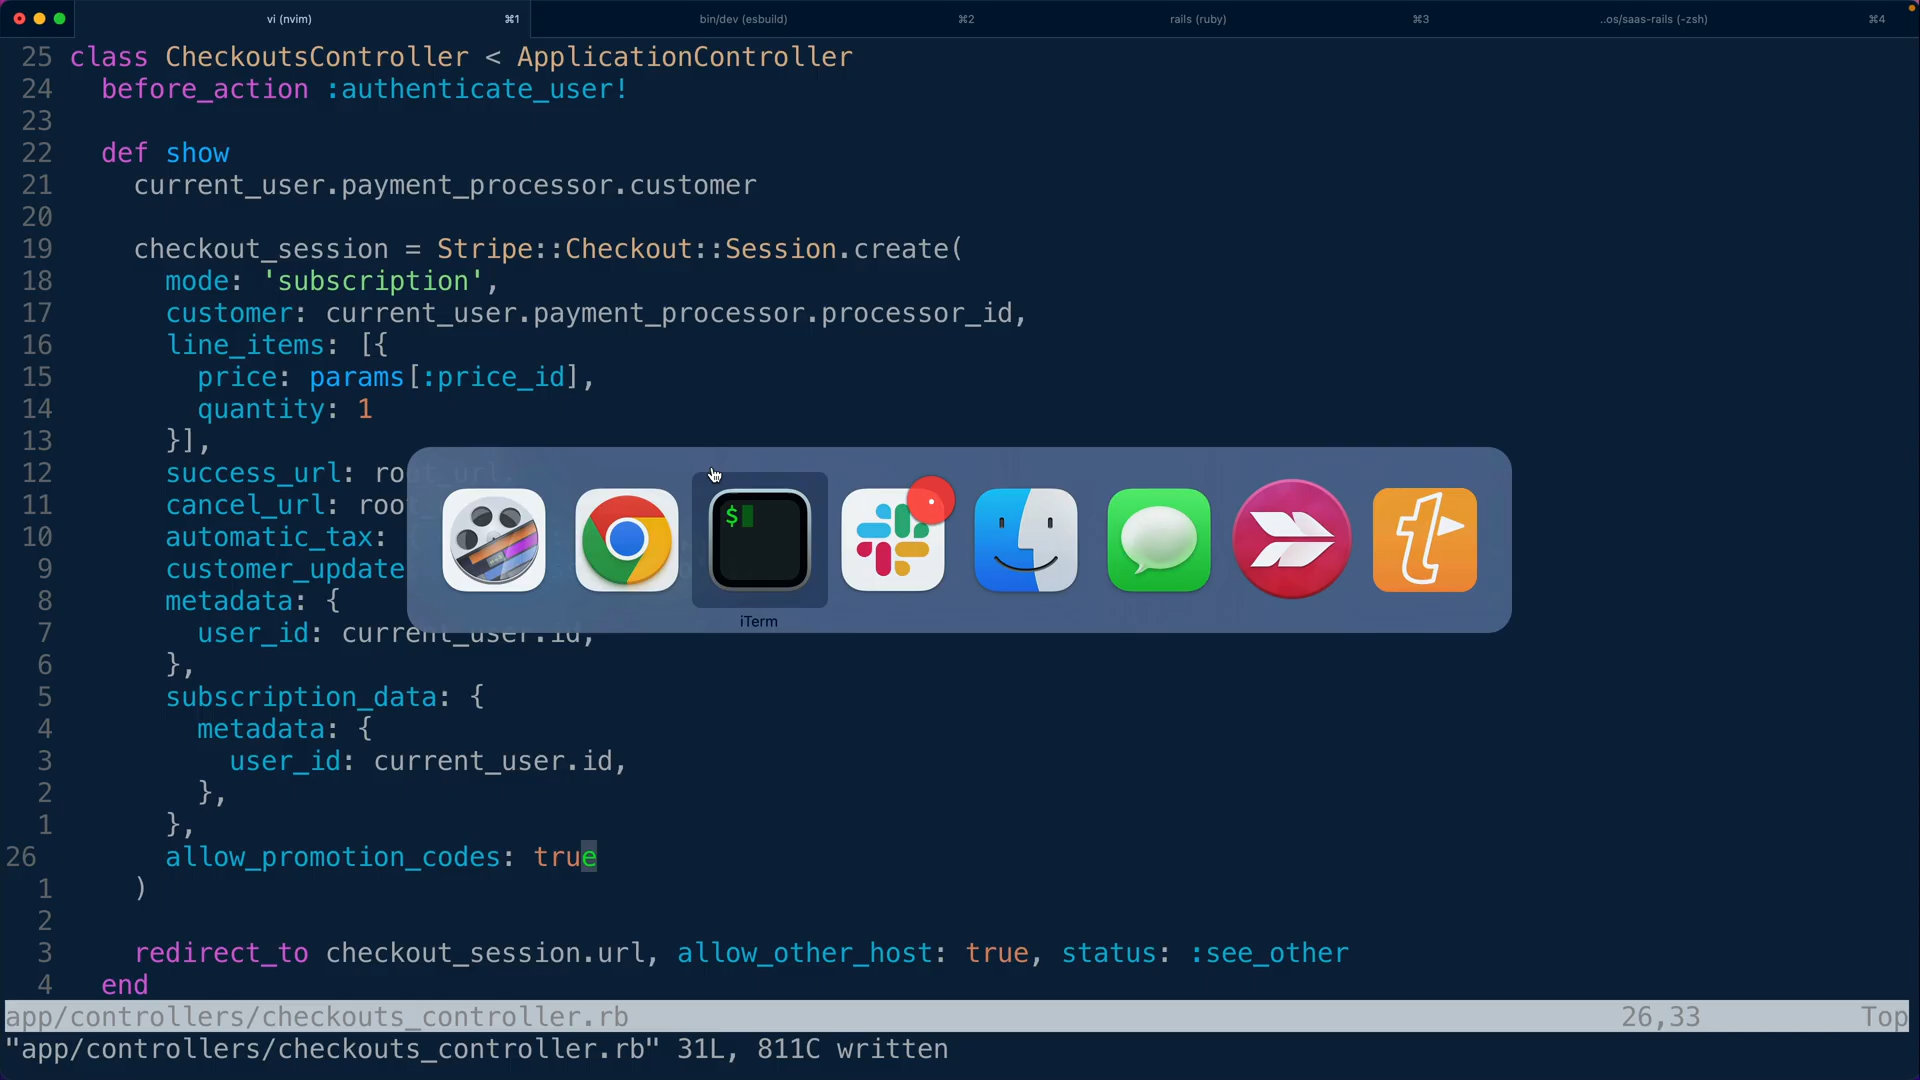 vi (nvim) ⌘1 bin/dev (esbuild) ⌘2 rails (ruby) ⌘3 ..os/saas-rails (-zsh) ⌘4
25 class CheckoutsController < ApplicationController
24 before_action :authenticate_user!
23
22 def show
21 current_user.payment_processor.customer
20
19 checkout_session = Stripe::Checkout::Session.create(
18 mode: 'subscription',
17 customer: current_user.payment_processor.processor_id,
16 line_items: [{
15 price: params[:price_id],
14 quantity: 1
13 }],
12 success_url: root_url,
11 cancel_url: root
10 automatic_tax: {
9 customer_update
8 metadata: {
7 user_id: current_user.id,
6 },
5 subscription_data: {
4 metadata: {
3 user_id: current_user.id,
2 },
1 },
26 allow_promotion_codes: true
1 )
2
3 redirect_to checkout_session.url, allow_other_host: true, status: :see_other
4 end
$
iTerm
t
app/controllers/checkouts_controller.rb 26,33 Top
"app/controllers/checkouts_controller.rb" 31L, 811C written